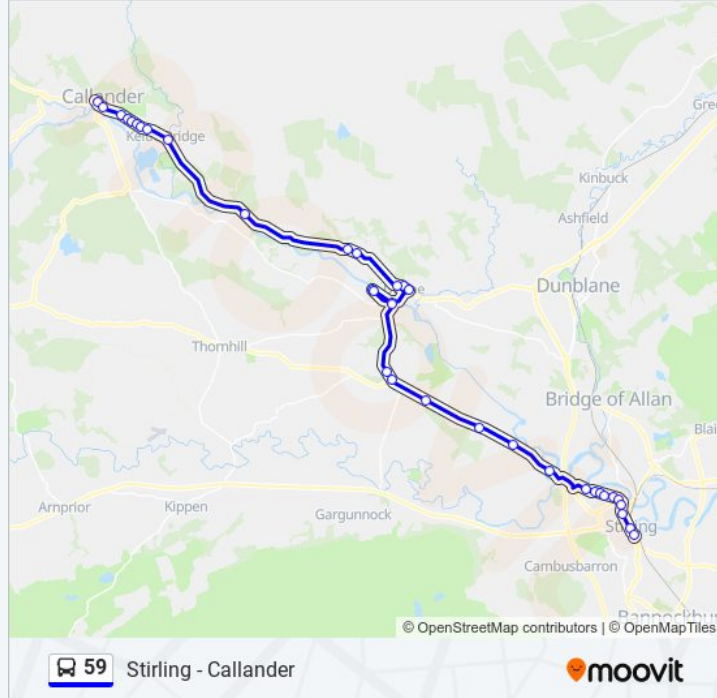 Callander
Kinbuck
Ashfield
Dunblane
Thornhill
Bridge of Allan
Arnprior
Kippen
Gargunnock
Stirling
Cambusbarron
© OpenStreetMap contributors | © OpenMapTiles
59
Stirling - Callander
moovit